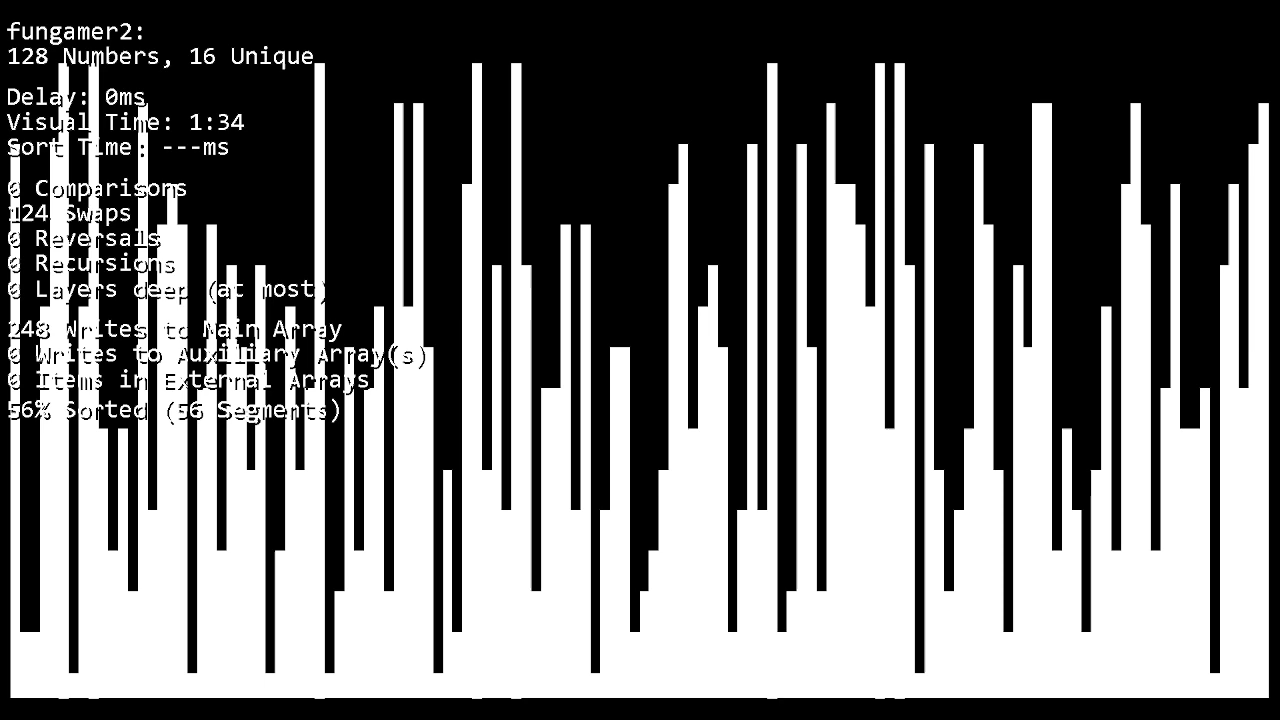 fungamer2:
128 Numbers, 16 Unique
Delay: 0ms
Visual Time: 1:34
Sort Time: ---ms
0 Comparisons
124 Swaps
0 Reversals
0 Recursions
0 Layers deep (at most)
248 Writes to Main Array
0 Writes to Auxiliary Array(s)
0 Items in External Arrays
56% Sorted (56 Segments)